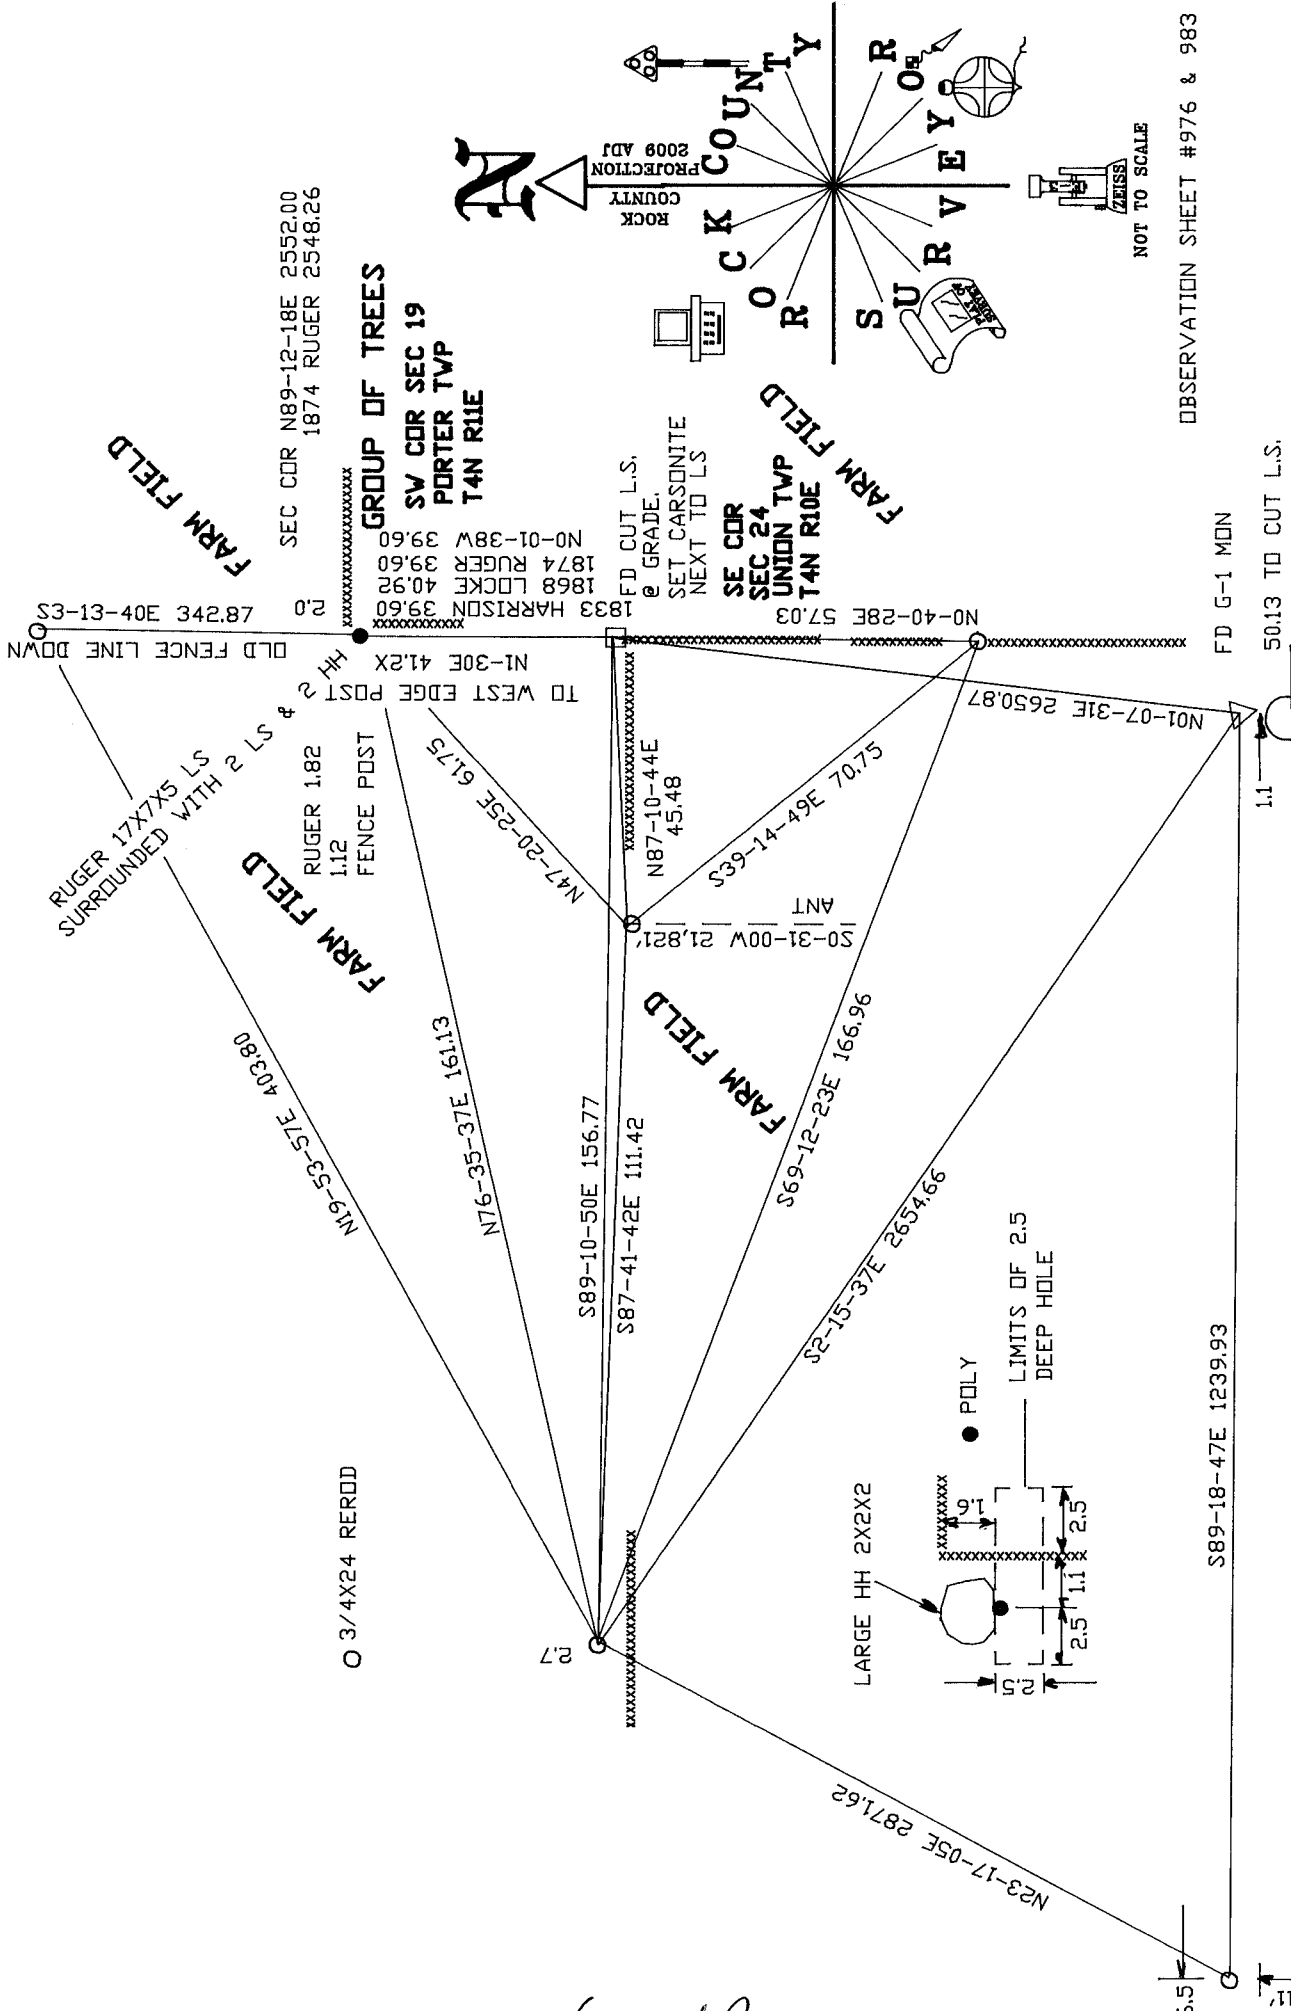 S3-13-40E 342.87
OLD FENCE LINE DOWN
FARM FIELD
SEC COR N89-12-18E 2552.00
1874 RUGER 2548.26
2.0
GROUP OF TREES
SW COR SEC 19
PORTER TWP
T4N R11E
RUGER 17X7X5 LS
SURROUNDED WITH 2 LS & 2 HH
RUGER 1.82
1.12
FENCE POST
N1-30E 41.2X
TO WEST EDGE POST
1833 HARRISON 39.60
1868 LOCKE 40.92
1874 RUGER 39.60
N0-01-38W 39.60
FD CUT L.S.
@ GRADE.
SET CARSONITE
NEXT TO LS
SE COR
SEC 24
UNION TWP
T4N R10E
FARM FIELD
N
ROCK COUNTY PROJECTION 2009 ADJ
ROCK COUNTY
SURVEYOR
PLAT OF SURVEY
ZEISS
NOT TO SCALE
OBSERVATION SHEET #976 & 983
FARM FIELD
N19-53-57E 403.80
N76-35-37E 161.13
N47-20-25E 61.75
S89-10-50E 156.77
S87-41-42E 111.42
N87-10-44E
45.48
S0-31-00W 21,821'
ANT
S39-14-49E 70.75
N0-40-28E 57.03
FARM FIELD
S69-12-23E 166.96
S2-15-37E 2654.66
N01-07-31E 2650.87
FD G-1 MON
50.13 TO CUT L.S.
1.1
S89-18-47E 1239.93
N23-17-05E 2871.62
2.7
O 3/4X24 REROD
LARGE HH 2X2X2
● POLY
LIMITS OF 2.5
DEEP HOLE
1.6
2.5
2.5
1.1
2.5
11'